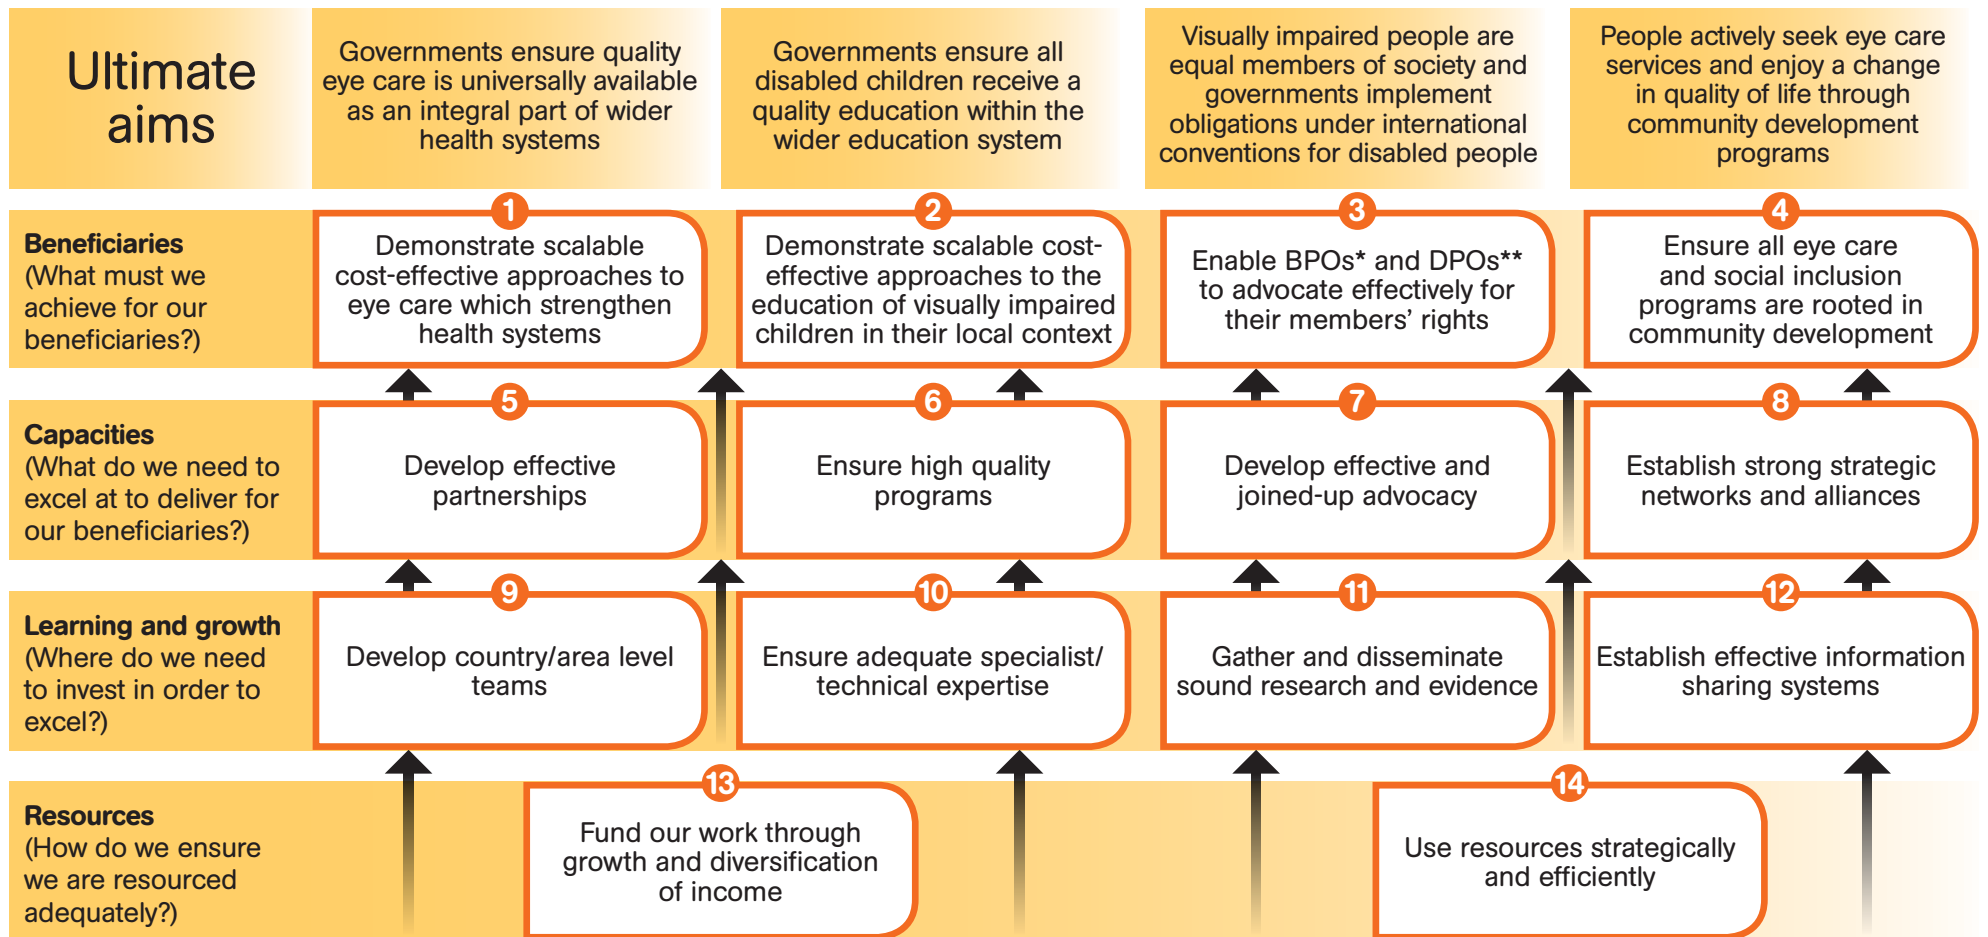 Ultimate
aims
Governments ensure quality
eye care is universally available
as an integral part of wider
health systems
Governments ensure all
disabled children receive a
quality education within the
wider education system
Visually impaired people are
equal members of society and
governments implement
obligations under international
conventions for disabled people
People actively seek eye care
services and enjoy a change
in quality of life through
community development
programs
Beneficiaries
(What must we
achieve for our
beneficiaries?)
1
Demonstrate scalable
cost-effective approaches to
eye care which strengthen
health systems
2
Demonstrate scalable cost-
effective approaches to the
education of visually impaired
children in their local context
3
Enable BPOs* and DPOs**
to advocate effectively for
their members’ rights
4
Ensure all eye care
and social inclusion
programs are rooted in
community development
Capacities
(What do we need to
excel at to deliver for
our beneficiaries?)
5
Develop effective
partnerships
6
Ensure high quality
programs
7
Develop effective and
joined-up advocacy
8
Establish strong strategic
networks and alliances
Learning and growth
(Where do we need
to invest in order to
excel?)
9
Develop country/area level
teams
10
Ensure adequate specialist/
technical expertise
11
Gather and disseminate
sound research and evidence
12
Establish effective information
sharing systems
Resources
(How do we ensure
we are resourced
adequately?)
13
Fund our work through
growth and diversification
of income
14
Use resources strategically
and efficiently